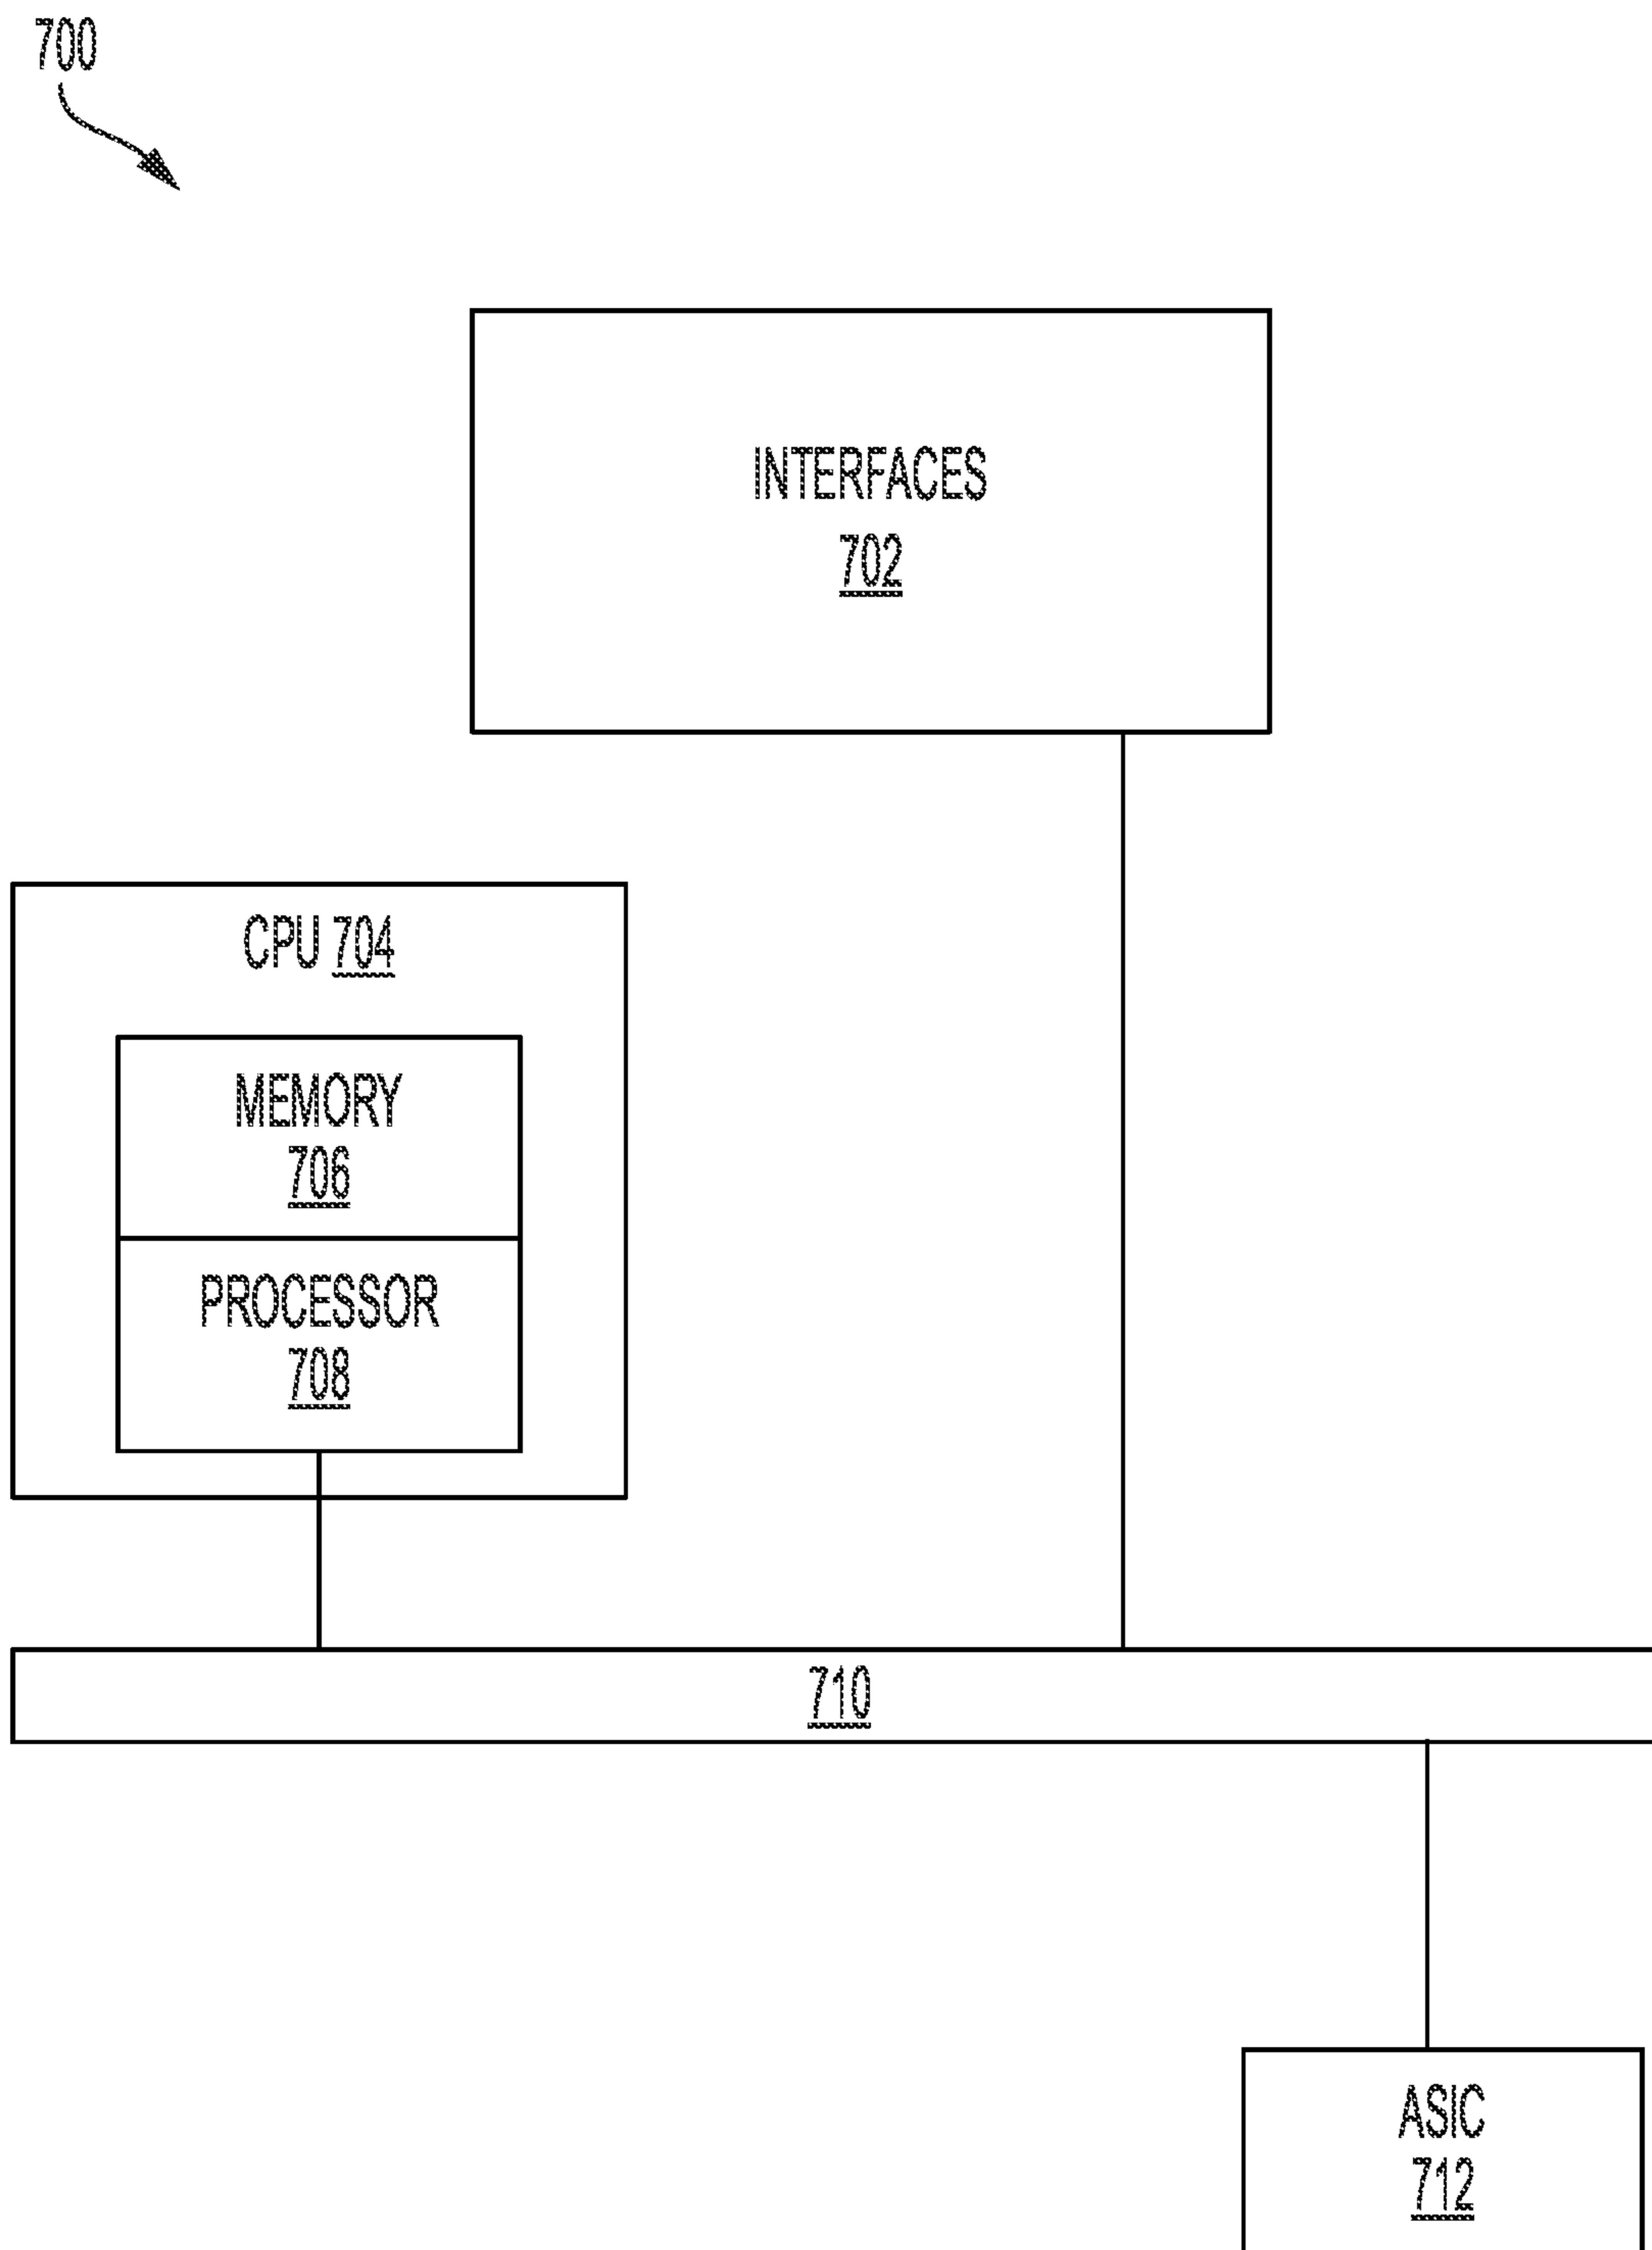 700
INTERFACES
702
CPU 704
MEMORY
706
PROCESSOR
708
710
ASIC
712